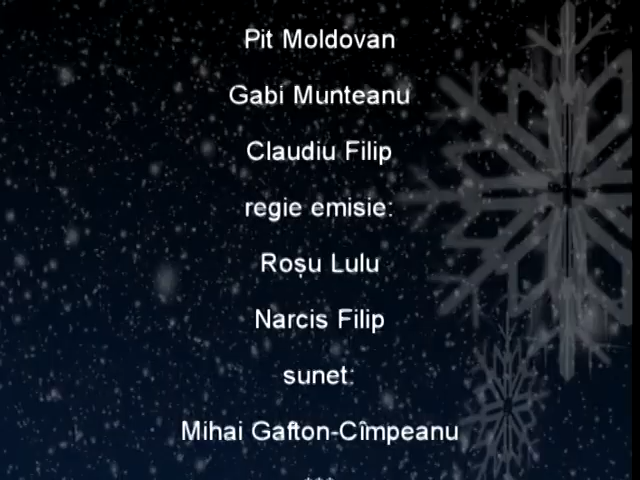 Pit Moldovan
Gabi Munteanu
Claudiu Filip
regie emisie:
Roșu Lulu
Narcis Filip
sunet:
Mihai Gafton-Cîmpeanu
***